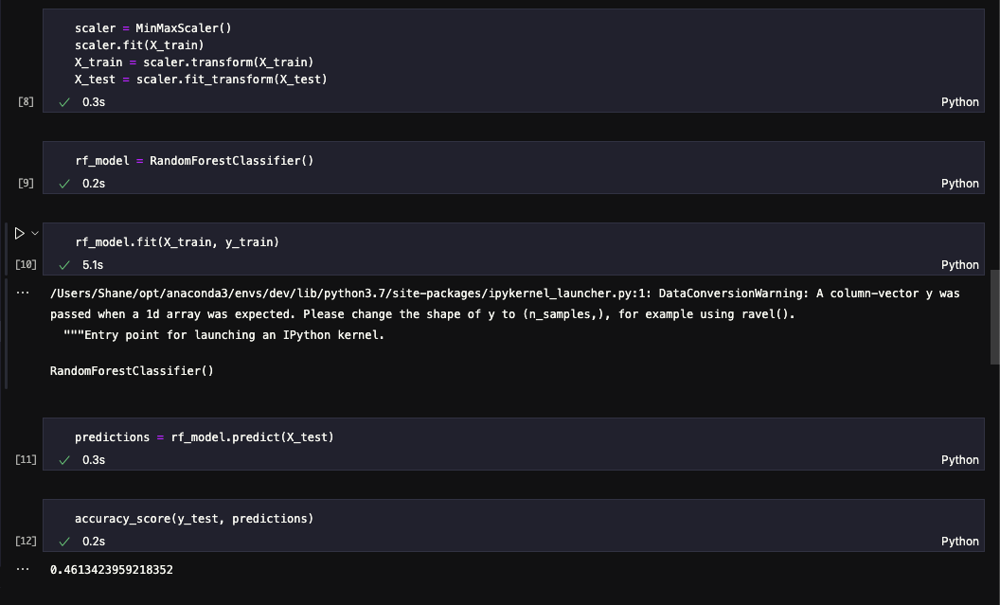 scaler = MinMaxScaler()
scaler.fit(X_train)
X_train = scaler.transform(X_train)
X_test = scaler.fit_transform(X_test)
[8] ✓ 0.3s Python
rf_model = RandomForestClassifier()
[9] ✓ 0.2s Python
rf_model.fit(X_train, y_train)
[10] ✓ 5.1s Python
... /Users/Shane/opt/anaconda3/envs/dev/lib/python3.7/site-packages/ipykernel_launcher.py:1: DataConversionWarning: A column-vector y was
passed when a 1d array was expected. Please change the shape of y to (n_samples,), for example using ravel().
"""Entry point for launching an IPython kernel.
RandomForestClassifier()
predictions = rf_model.predict(X_test)
[11] ✓ 0.3s Python
accuracy_score(y_test, predictions)
[12] ✓ 0.2s Python
... 0.4613423959218352